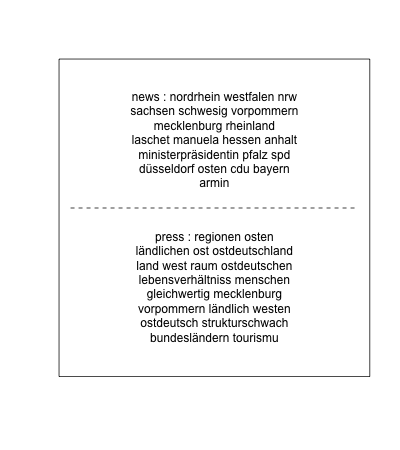 news : nordrhein westfalen nrw
sachsen schwesig vorpommern
mecklenburg rheinland
laschet manuela hessen anhalt
ministerpräsidentin pfalz spd
düsseldorf osten cdu bayern
armin
press : regionen osten
ländlichen ost ostdeutschland
land west raum ostdeutschen
lebensverhältniss menschen
gleichwertig mecklenburg
vorpommern ländlich westen
ostdeutsch strukturschwach
bundesländern tourismu